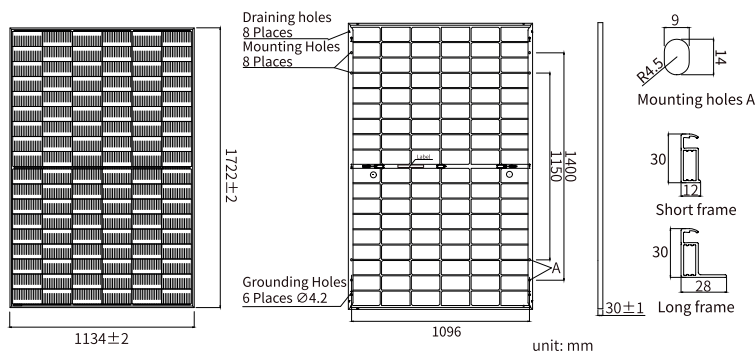 Draining holes
8 Places
Mounting Holes
8 Places
Grounding Holes
6 Places ∅4.2
1722±2
1134±2
Label
1150
1400
A
1096
30±1
unit: mm
9
14
R4.5
Mounting holes A
30
12
Short frame
30
28
Long frame